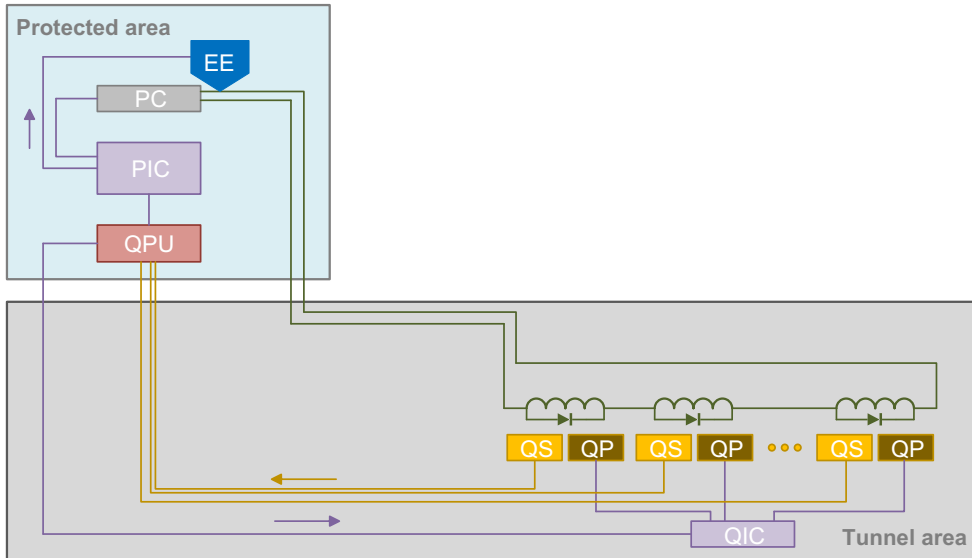 Protected area
EE
PC
PIC
QPU
QS QP QS QP QS QP
QIC
Tunnel area